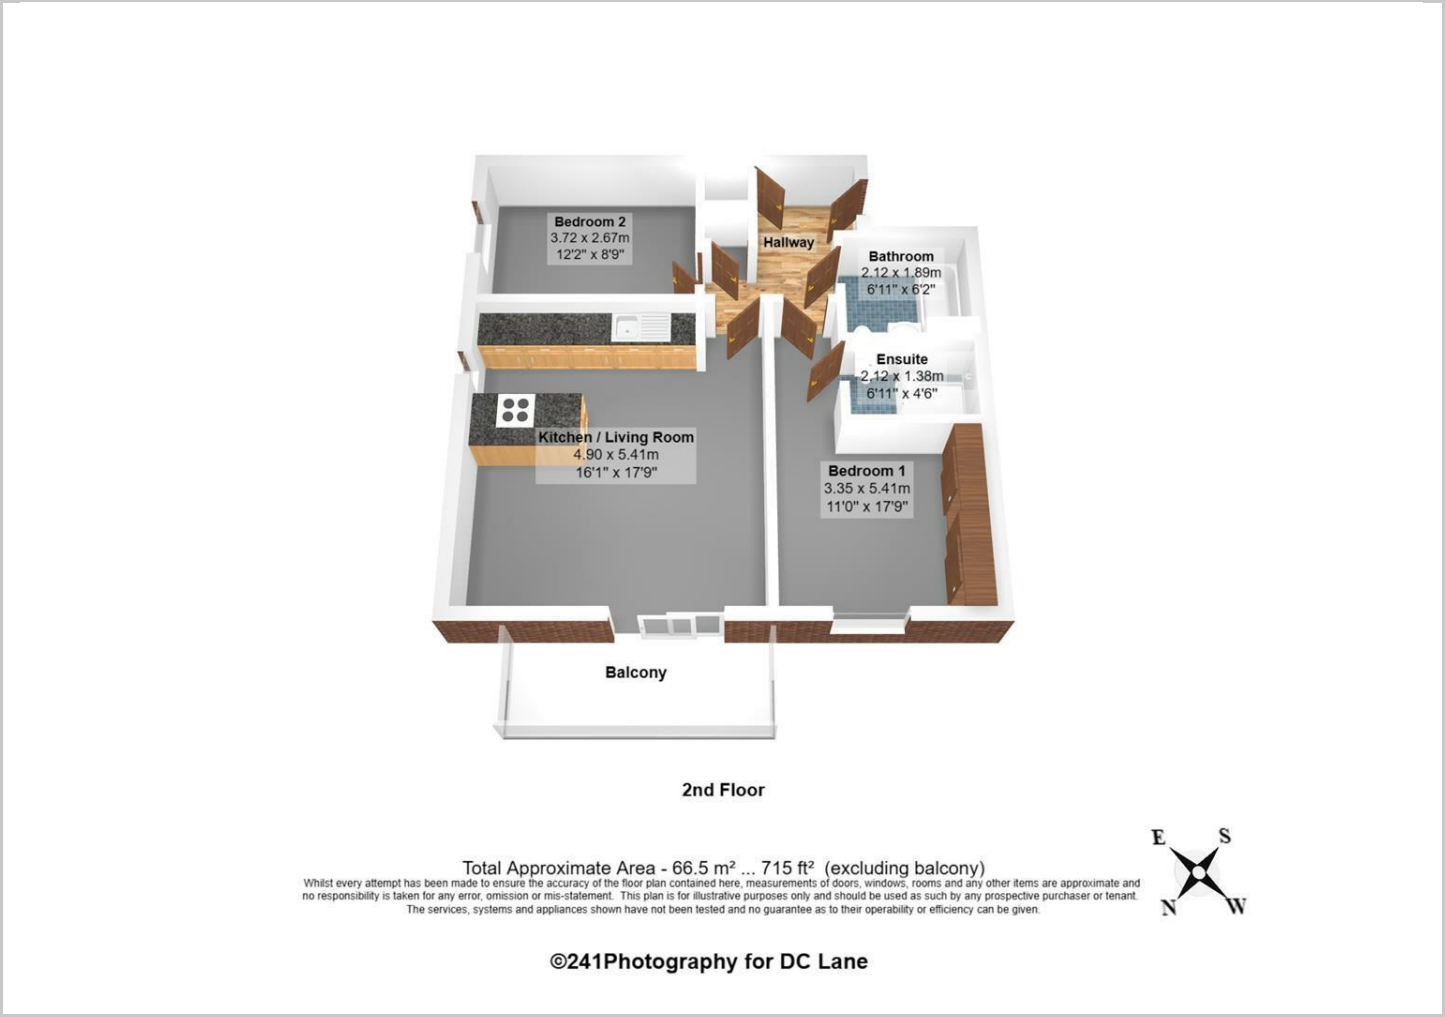 Bedroom 2
3.72 x 2.67m
12'2" x 8'9"
Hallway
Bathroom
2.12 x 1.89m
6'11" x 6'2"
Ensuite
2.12 x 1.38m
6'11" x 4'6"
Kitchen / Living Room
4.90 x 5.41m
16'1" x 17'9"
Bedroom 1
3.35 x 5.41m
11'0" x 17'9"
Balcony
2nd Floor
E S
N W
Total Approximate Area - 66.5 m² ... 715 ft² (excluding balcony)
Whilst every attempt has been made to ensure the accuracy of the floor plan contained here, measurements of doors, windows, rooms and any other items are approximate and
no responsibility is taken for any error, omission or mis-statement. This plan is for illustrative purposes only and should be used as such by any prospective purchaser or tenant.
The services, systems and appliances shown have not been tested and no guarantee as to their operability or efficiency can be given.
©241Photography for DC Lane